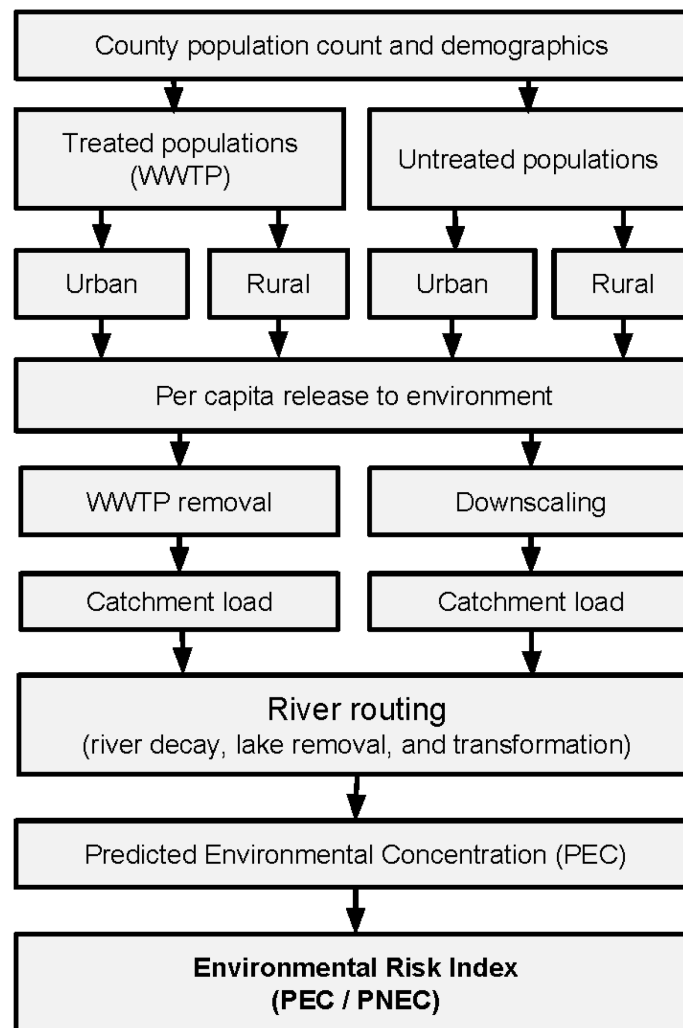 County population count and demographics
Treated populations
(WWTP)
Untreated populations
Urban
Rural
Urban
Rural
Per capita release to environment
WWTP removal
Downscaling
Catchment load
Catchment load
River routing
(river decay, lake removal, and transformation)
Predicted Environmental Concentration (PEC)
Environmental Risk Index
(PEC / PNEC)